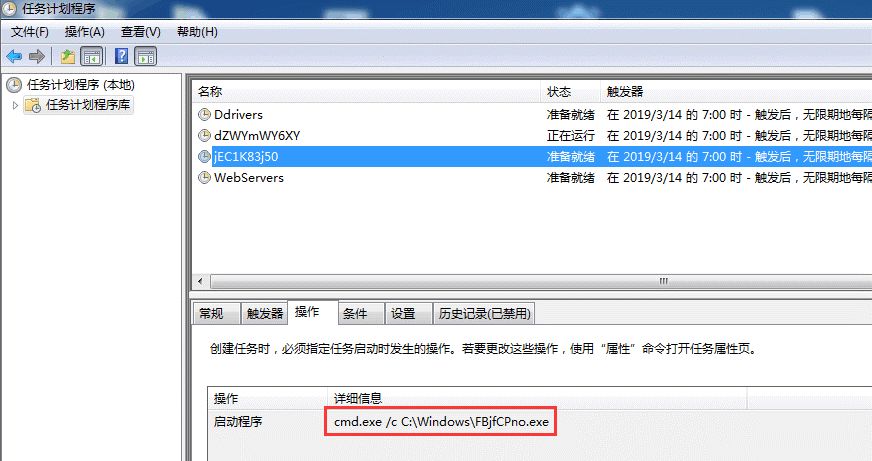 任务计划程序
文件(F) 操作(A) 查看(V) 帮助(H)
任务计划程序 (本地)
任务计划程序库
名称 状态 触发器
Ddrivers 准备就绪 在 2019/3/14 的 7:00 时 - 触发后，无限期地每隔
dZWYmWY6XY 正在运行 在 2019/3/14 的 7:00 时 - 触发后，无限期地每隔
jEC1K83j50 准备就绪 在 2019/3/14 的 7:00 时 - 触发后，无限期地每隔
WebServers 准备就绪 在 2019/3/14 的 7:00 时 - 触发后，无限期地每隔
常规 触发器 操作 条件 设置 历史记录(已禁用)
创建任务时，必须指定任务启动时发生的操作。若要更改这些操作，使用“属性”命令打开任务属性页。
操作 详细信息
启动程序 cmd.exe /c C:\Windows\FBjfCPno.exe